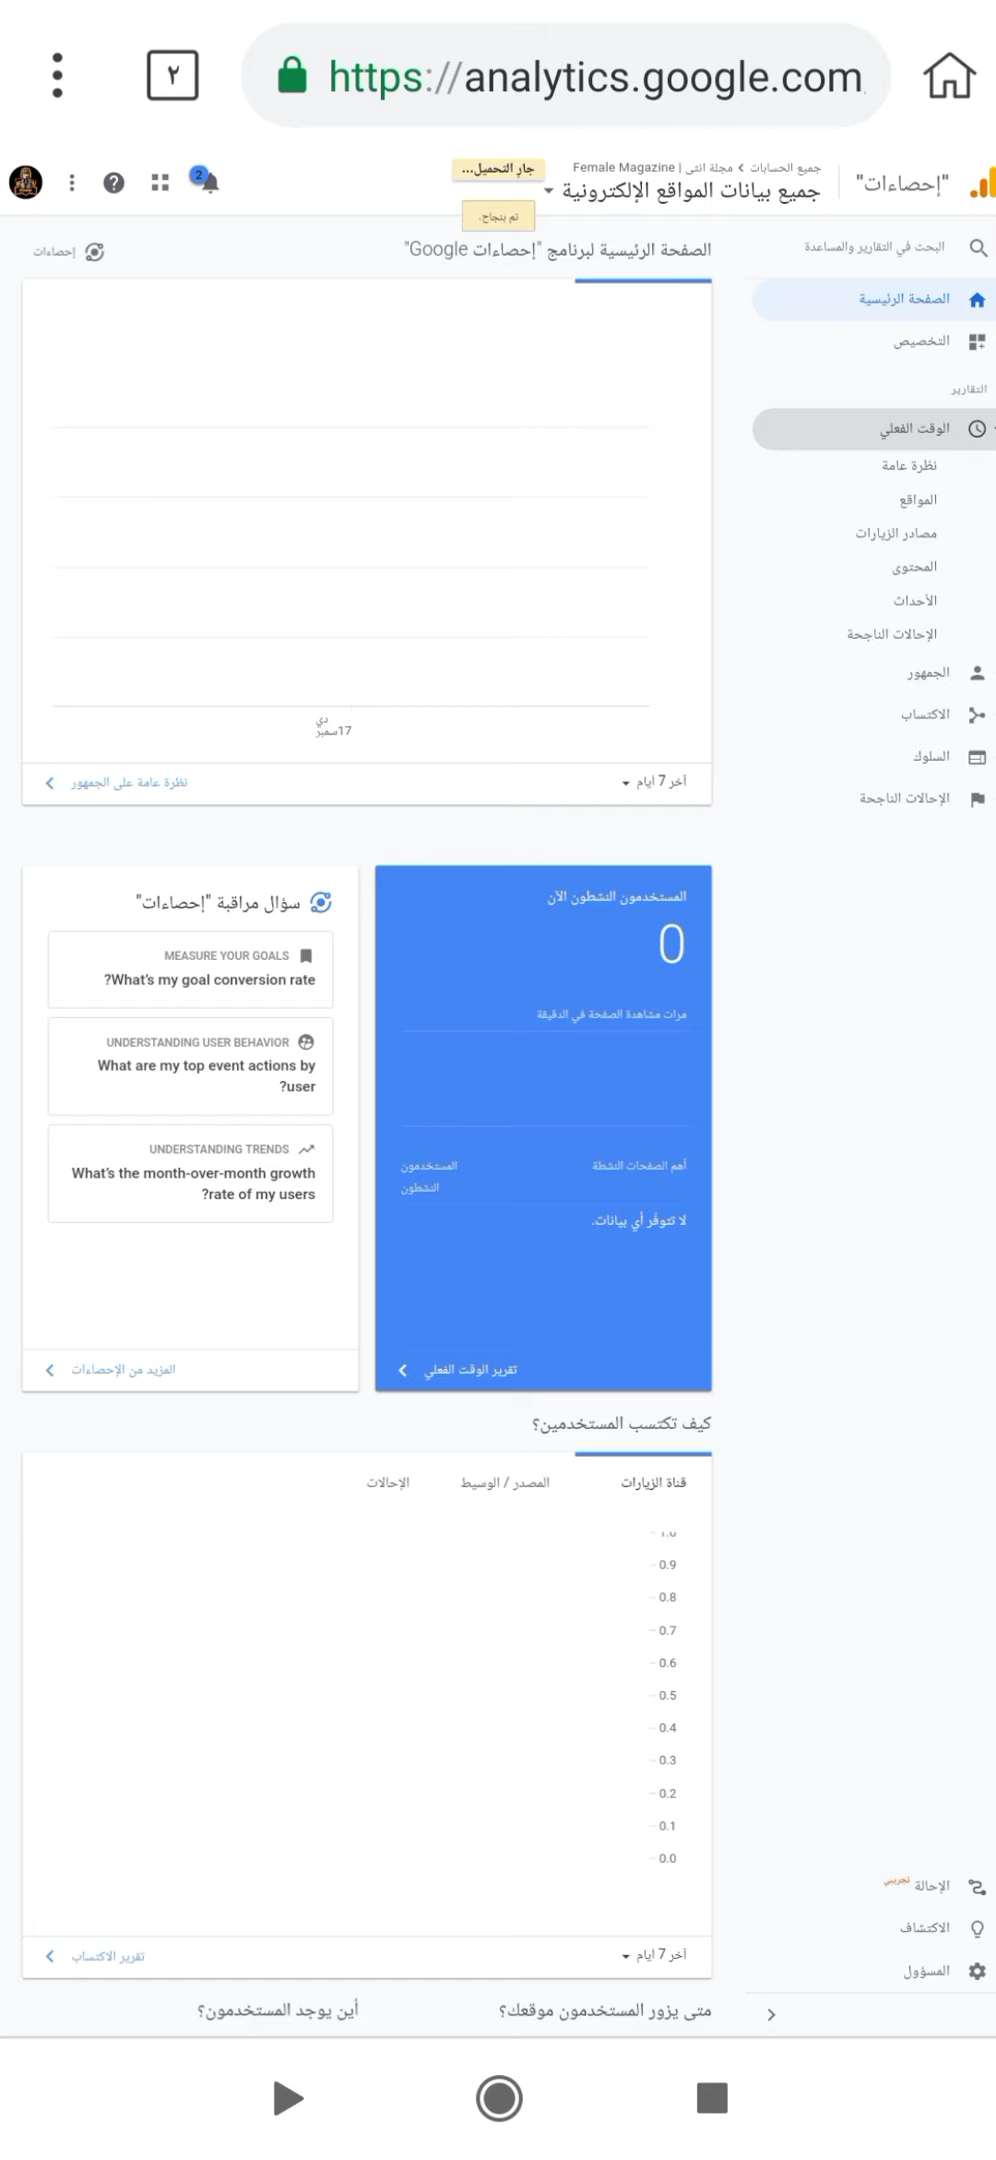 ٢
https://analytics.google.com
"إحصاءات"
جميع الحسابات > مجلة انثى | Female Magazine
جميع بيانات المواقع الإلكترونية
جارٍ التحميل...
تم بنجاح.
2
البحث في التقارير والمساعدة
الصفحة الرئيسية
التخصيص
التقارير
الوقت الفعلي
نظرة عامة
المواقع
مصادر الزيارات
المحتوى
الأحداث
الإحالات الناجحة
الجمهور
الاكتساب
السلوك
الإحالات الناجحة
الإحالة تجريبي
الاكتشاف
المسؤول
الصفحة الرئيسية لبرنامج "إحصاءات Google"
إحصاءات
دي
17سمبر
آخر 7 أيام
نظرة عامة على الجمهور
المستخدمون النشطون الآن
0
مرات مشاهدة الصفحة في الدقيقة
أهم الصفحات النشطة
المستخدمون
النشطون
لا تتوفّر أي بيانات.
تقرير الوقت الفعلي
سؤال مراقبة "إحصاءات"
MEASURE YOUR GOALS
?What's my goal conversion rate
UNDERSTANDING USER BEHAVIOR
What are my top event actions by
?user
UNDERSTANDING TRENDS
What's the month-over-month growth
?rate of my users
المزيد من الإحصاءات
كيف تكتسب المستخدمين؟
قناة الزيارات
المصدر / الوسيط
الإحالات
1.0
0.9
0.8
0.7
0.6
0.5
0.4
0.3
0.2
0.1
0.0
آخر 7 أيام
تقرير الاكتساب
متى يزور المستخدمون موقعك؟
أين يوجد المستخدمون؟